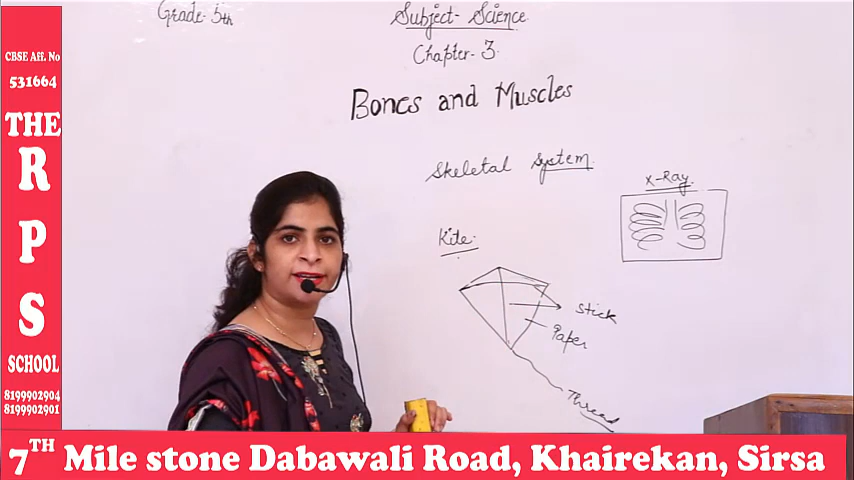 CBSE Aff. No
531664
THE
R
P
S
SCHOOL
8199902904
8199902901
Grade-5th
Subject-Science
Chapter-3
Bones and Muscles
Skeletal System
X-Ray
Kite
Stick
Paper
Thread
7TH Mile stone Dabawali Road, Khairekan, Sirsa